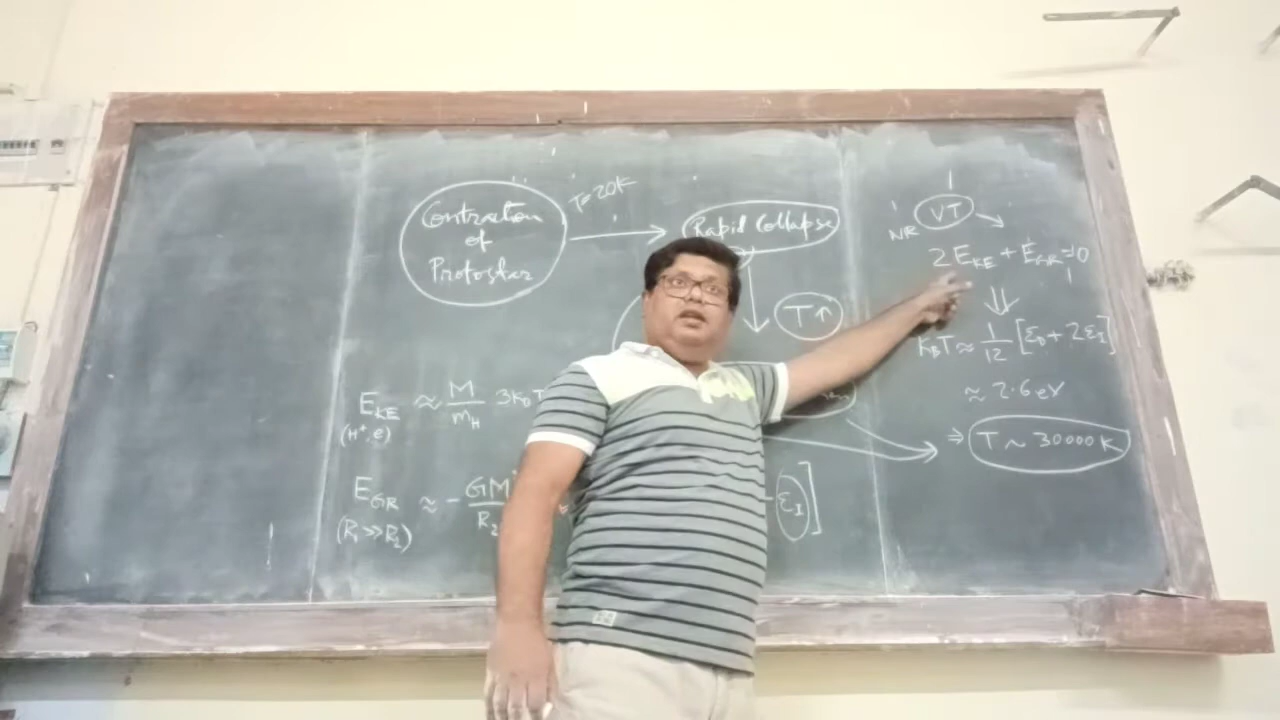 Contraction
of
Protostar
T=20K
Rapid Collapse
T↑
E_KE ≈ M/m_H 3k_BT
(H⁺,e)
E_GR ≈ -GM²/R₂
(R₁≫R₂)
ε_I]
NR
VT
2E_KE + E_GR = 0
⇓
k_BT ≈ 1/12 [ε_D + 2ε_I]
≈ 2.6 eV
⇒ T ~ 30000 K